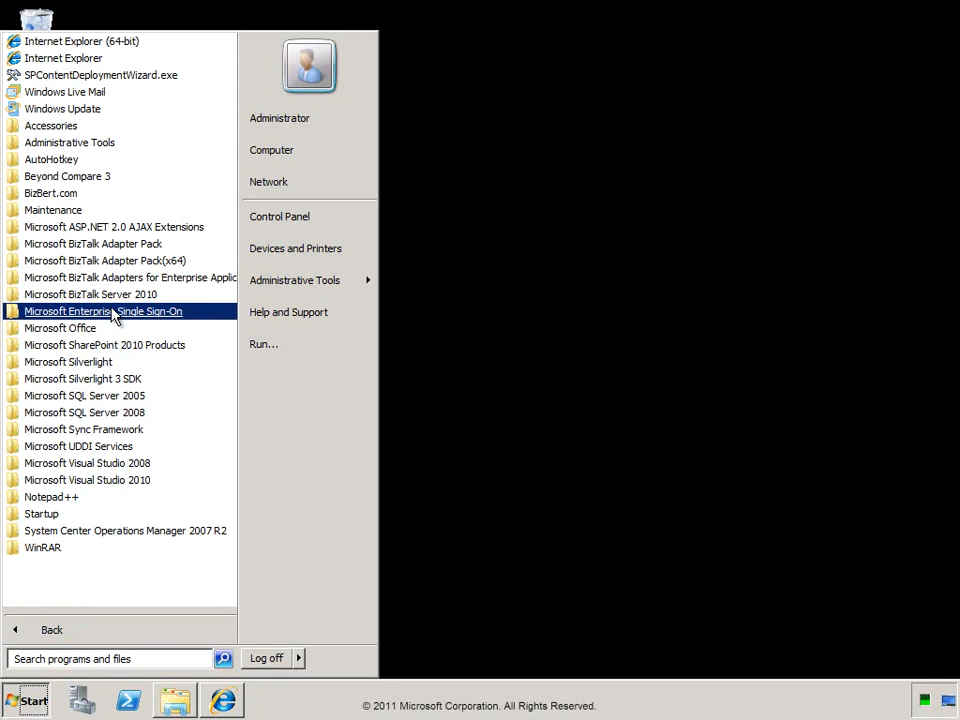 Internet Explorer (64-bit)
Internet Explorer
SPContentDeploymentWizard.exe
Windows Live Mail
Windows Update
Accessories
Administrative Tools
AutoHotkey
Beyond Compare 3
BizBert.com
Maintenance
Microsoft ASP.NET 2.0 AJAX Extensions
Microsoft BizTalk Adapter Pack
Microsoft BizTalk Adapter Pack(x64)
Microsoft BizTalk Adapters for Enterprise Applic
Microsoft BizTalk Server 2010
Microsoft Enterprise Single Sign-On
Microsoft Office
Microsoft SharePoint 2010 Products
Microsoft Silverlight
Microsoft Silverlight 3 SDK
Microsoft SQL Server 2005
Microsoft SQL Server 2008
Microsoft Sync Framework
Microsoft UDDI Services
Microsoft Visual Studio 2008
Microsoft Visual Studio 2010
Notepad++
Startup
System Center Operations Manager 2007 R2
WinRAR
Back
Search programs and files
Administrator
Computer
Network
Control Panel
Devices and Printers
Administrative Tools
Help and Support
Run...
Log off
Start
© 2011 Microsoft Corporation. All Rights Reserved.